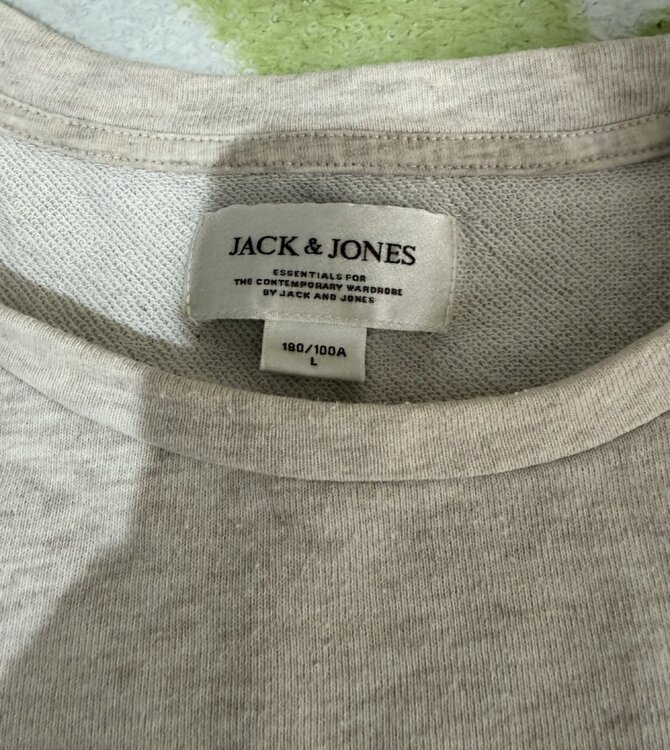 JACK & JONES
ESSENTIALS FOR
THE CONTEMPORARY WARDROBE
BY JACK AND JONES
180/100A
L